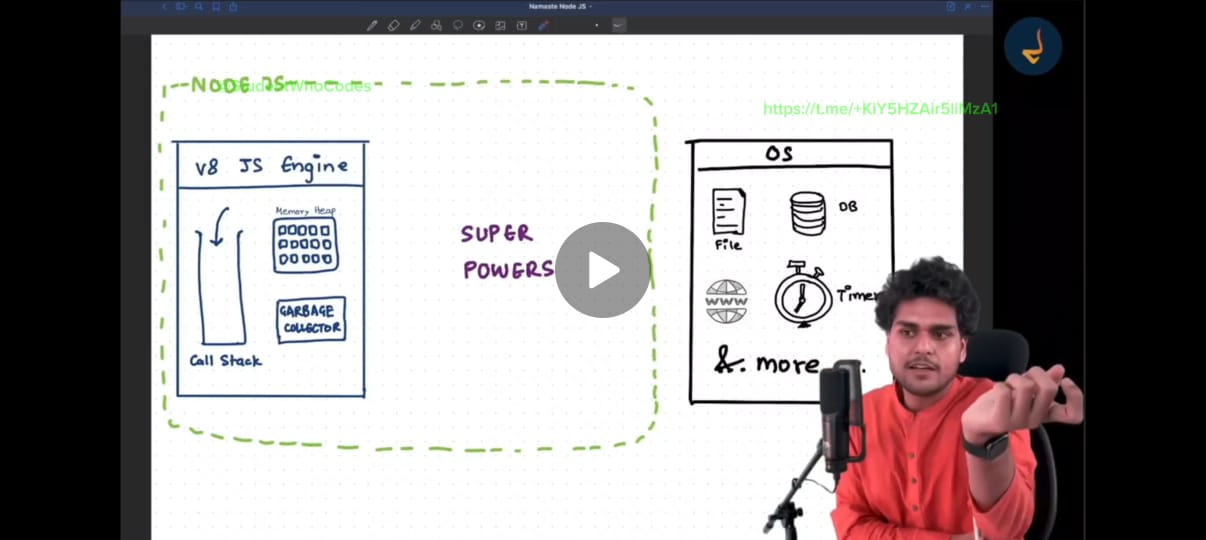 Namaste Node JS
NODE JS
@StudentWhoCodes
https://t.me/+KiY5HZAir5liMzA1
V8 JS Engine
Memory Heap
GARBAGE
COLLECTOR
Call Stack
SUPER
POWERS
OS
File
DB
WWW
Timer
&. more